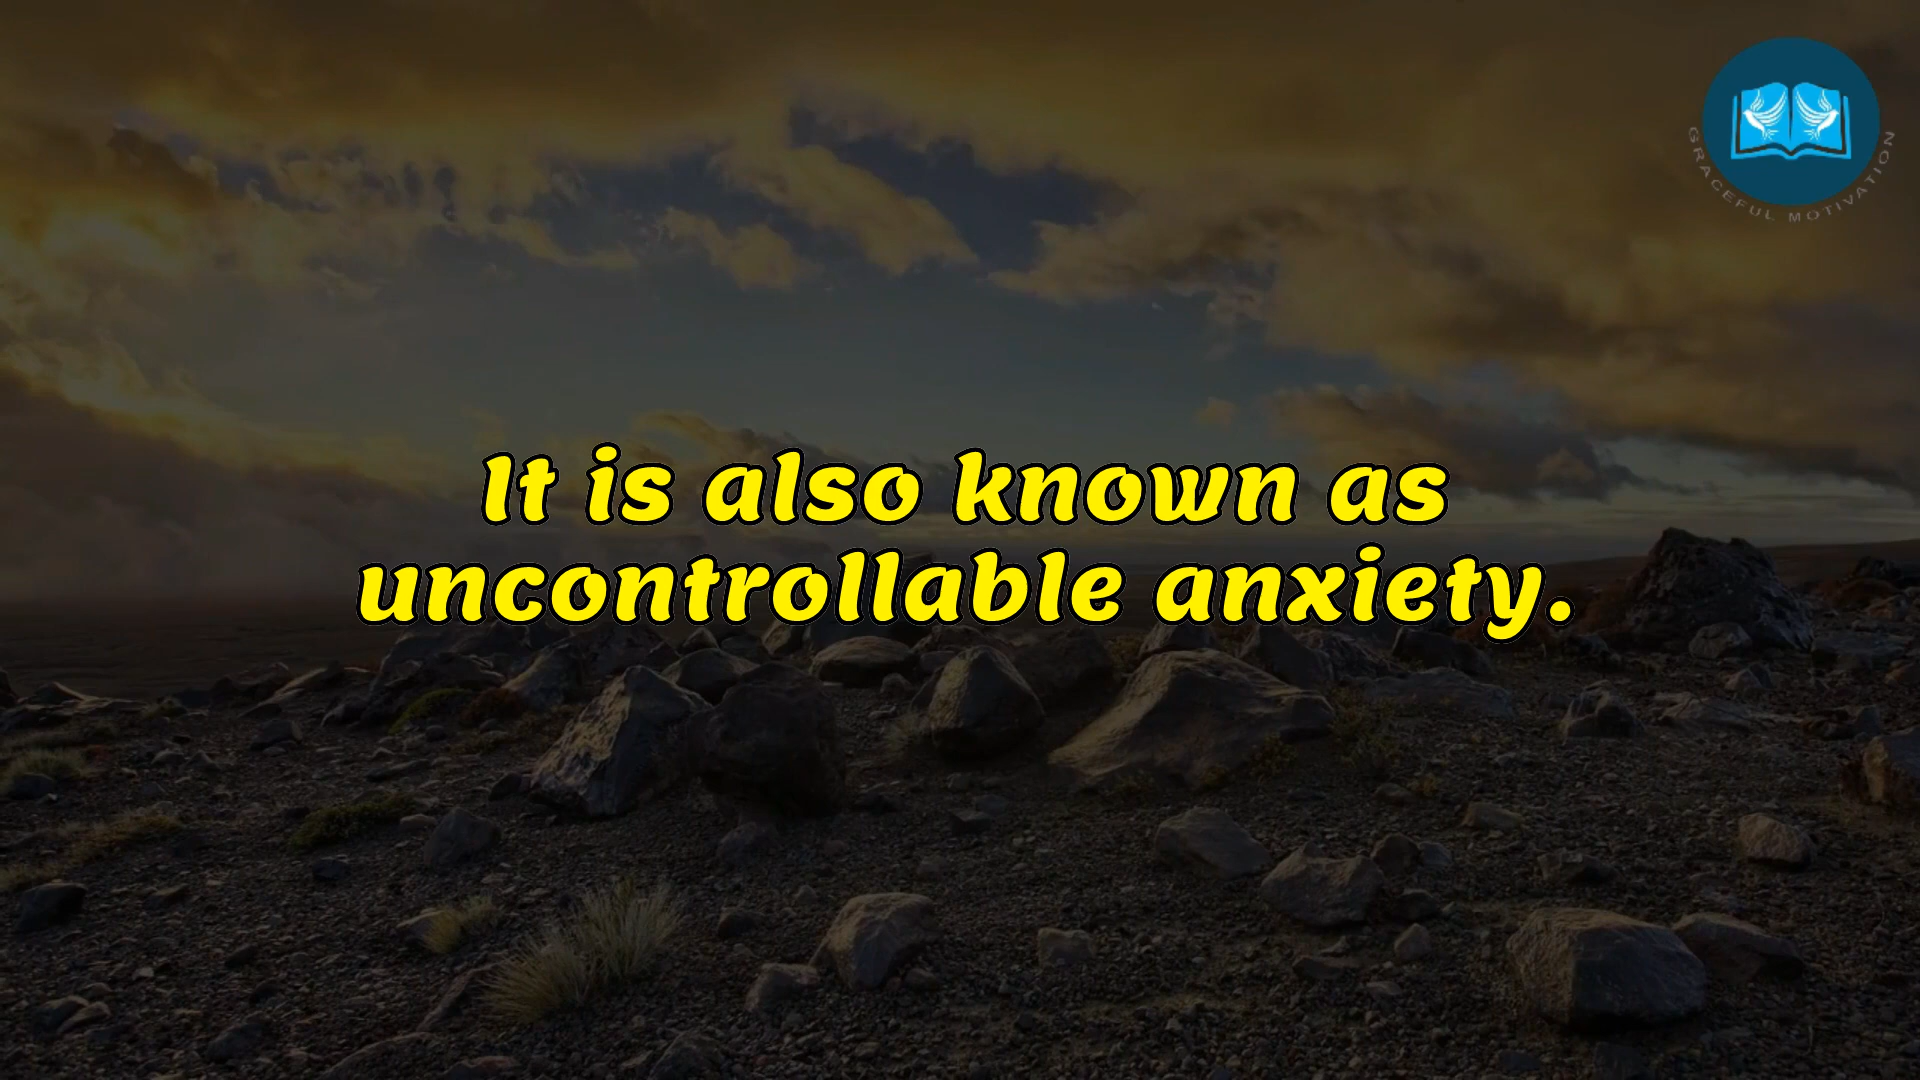 GRACEFUL MOTIVATION
It is also known as
uncontrollable anxiety.